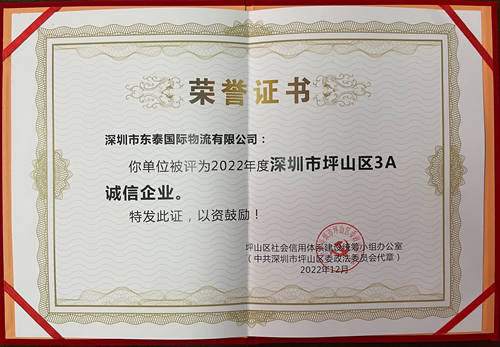 荣誉证书
深圳市东泰国际物流有限公司：
你单位被评为2022年度深圳市坪山区3A
诚信企业。
特发此证，以资鼓励！
坪山区社会信用体系建设统筹小组办公室
（中共深圳市坪山区委政法委员会代章）
2022年12月